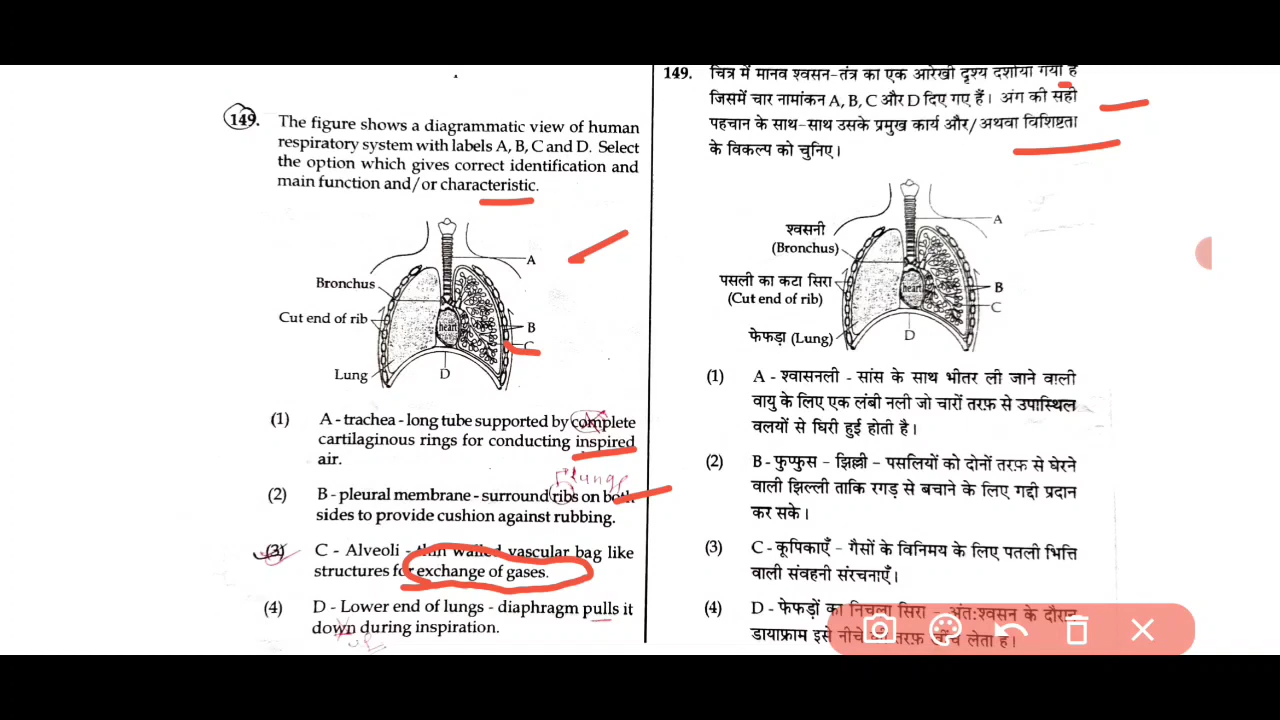 149.
The figure shows a diagrammatic view of human
respiratory system with labels A, B, C and D. Select
the option which gives correct identification and
main function and/or characteristic.
A
Bronchus
Cut end of rib
heart
B
C
Lung
D
(1) A - trachea - long tube supported by complete
cartilaginous rings for conducting inspired
air.
lungs
(2) B - pleural membrane - surround ribs on both
sides to provide cushion against rubbing.
(3) C - Alveoli - thin walled vascular bag like
structures for exchange of gases.
(4) D - Lower end of lungs - diaphragm pulls it
down during inspiration.
up
149. चित्र में मानव श्वसन-तंत्र का एक आरेखी दृश्य दर्शाया गया है
जिसमें चार नामांकन A, B, C और D दिए गए हैं। अंग की सही
पहचान के साथ-साथ उसके प्रमुख कार्य और/अथवा विशिष्टता
के विकल्प को चुनिए।
A
श्वसनी
(Bronchus)
पसली का कटा सिरा
(Cut end of rib)
heart
B
C
फेफड़ा (Lung)
D
(1) A - श्वासनली - सांस के साथ भीतर ली जाने वाली
वायु के लिए एक लंबी नली जो चारों तरफ़ से उपास्थिल
वलयों से घिरी हुई होती है।
(2) B - फुप्फुस - झिल्ली - पसलियों को दोनों तरफ़ से घेरने
वाली झिल्ली ताकि रगड़ से बचाने के लिए गद्दी प्रदान
कर सके।
(3) C - कूपिकाएँ - गैसों के विनिमय के लिए पतली भित्ति
वाली संवहनी संरचनाएँ।
(4) D - फेफड़ों का निचला सिरा - अंतःश्वसन के दौरान
डायाफ्राम इसे नीचे की तरफ़ खींच लेता है।